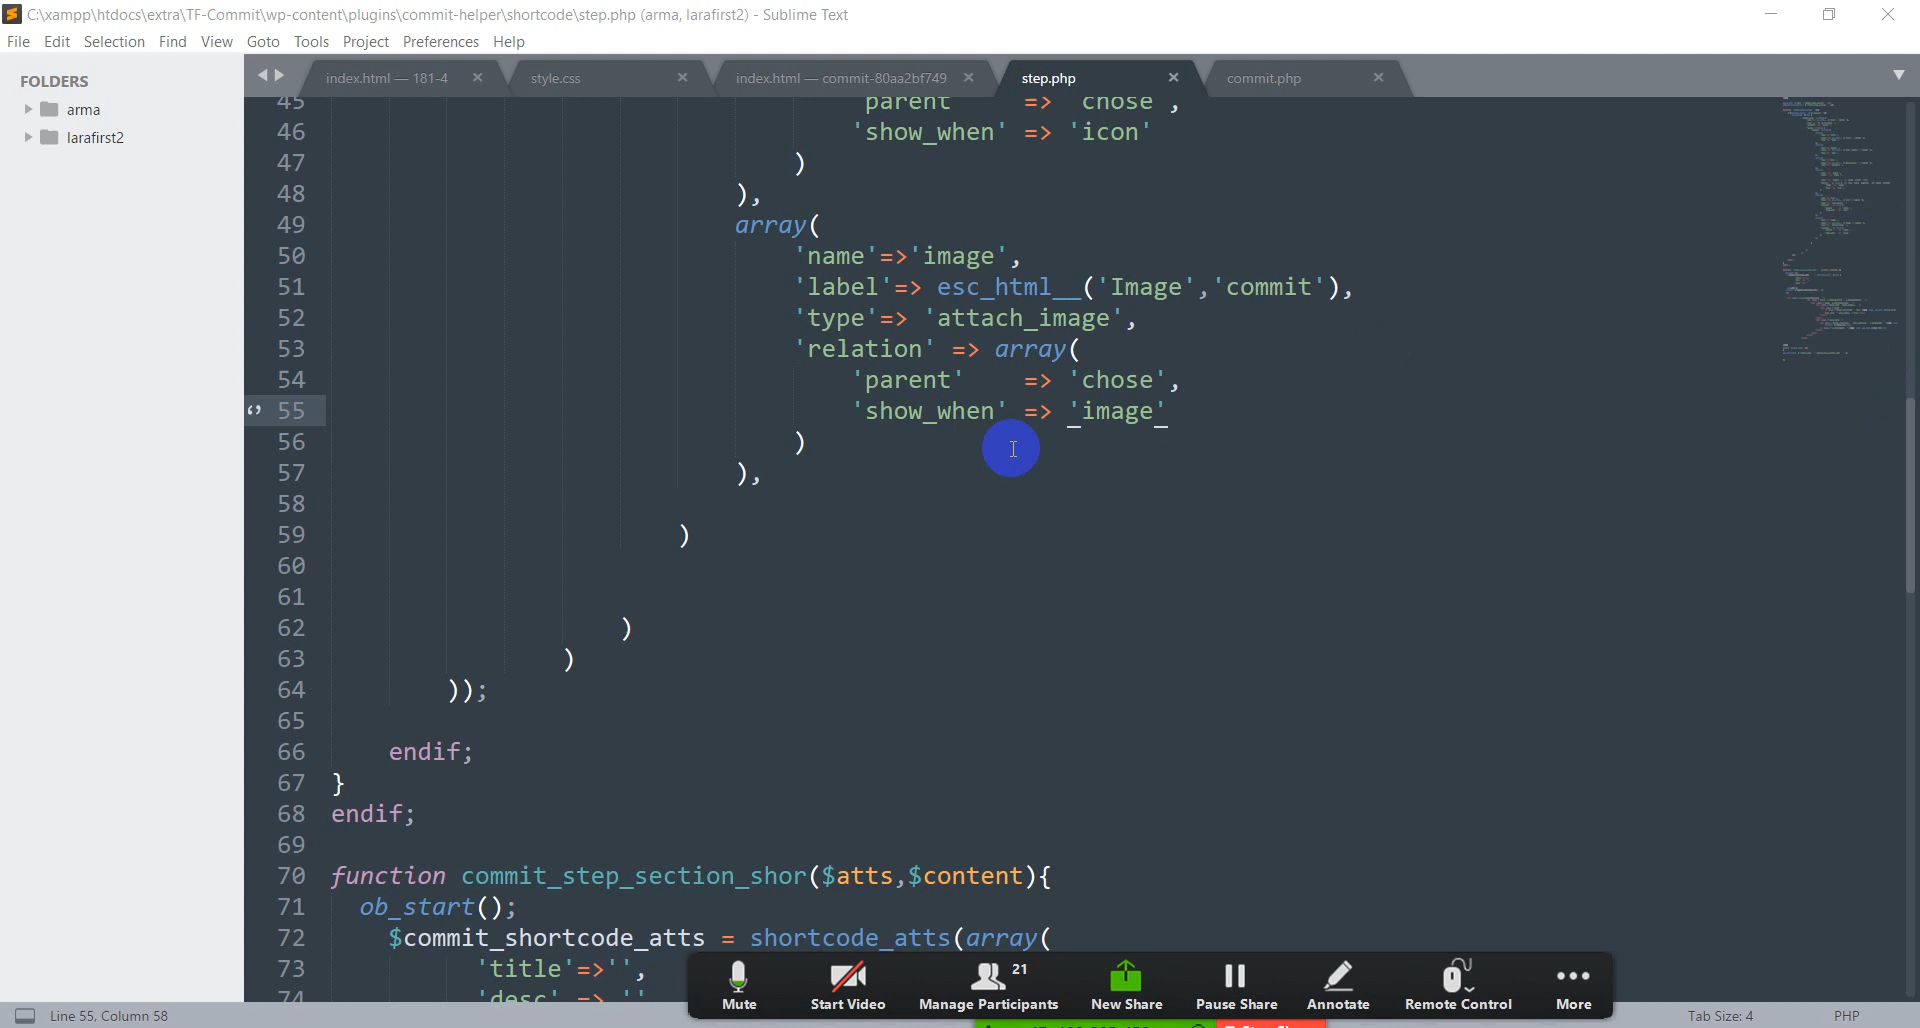 C:\xampp\htdocs\extra\TF-Commit\wp-content\plugins\commit-helper\shortcode\step.php (arma, larafirst2) - Sublime Text
File Edit Selection Find View Goto Tools Project Preferences Help
FOLDERS
arma
larafirst2
index.html — 181-4
style.css
index.html — commit-80aa2bf749
step.php
commit.php
45 'parent' => 'chose',
46 'show_when' => 'icon'
47 )
48 ),
49 array(
50 'name'=>'image',
51 'label'=> esc_html__('Image','commit'),
52 'type'=> 'attach_image',
53 'relation' => array(
54 'parent' => 'chose',
55 'show_when' => 'image'
56 )
57 ),
58
59 )
60
61
62 )
63 )
64 ));
65
66 endif;
67 }
68 endif;
69
70 function commit_step_section_shor($atts,$content){
71 ob_start();
72 $commit_shortcode_atts = shortcode_atts(array(
73 'title'=>'',
74 'desc' => ''
Mute
Start Video
21
Manage Participants
New Share
Pause Share
Annotate
Remote Control
More
Line 55, Column 58
Tab Size: 4
PHP